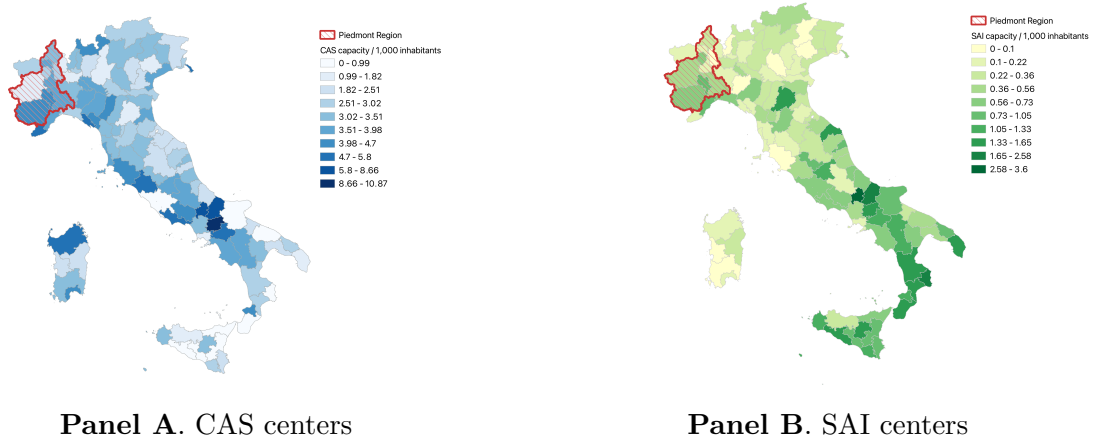 Piedmont Region
CAS capacity / 1,000 inhabitants
0 - 0.99
0.99 - 1.82
1.82 - 2.51
2.51 - 3.02
3.02 - 3.51
3.51 - 3.98
3.98 - 4.7
4.7 - 5.8
5.8 - 8.66
8.66 - 10.87
Piedmont Region
SAI capacity / 1,000 inhabitants
0 - 0.1
0.1 - 0.22
0.22 - 0.36
0.36 - 0.56
0.56 - 0.73
0.73 - 1.05
1.05 - 1.33
1.33 - 1.65
1.65 - 2.58
2.58 - 3.6
Panel A. CAS centers
Panel B. SAI centers